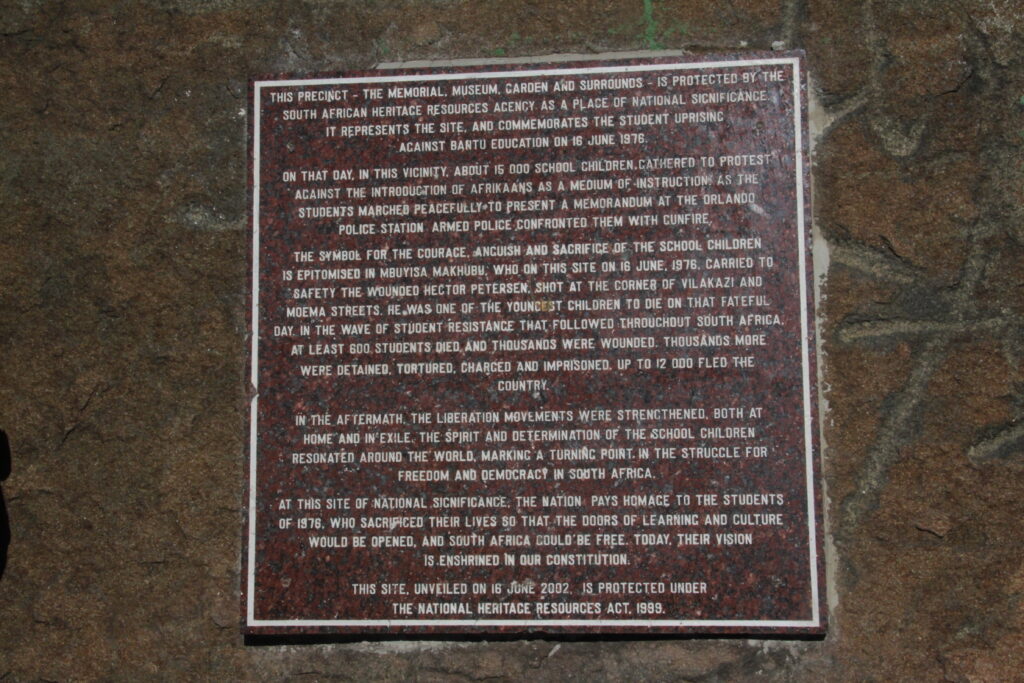 THIS PRECINCT - THE MEMORIAL, MUSEUM, GARDEN AND SURROUNDS - IS PROTECTED BY THE
SOUTH AFRICAN HERITAGE RESOURCES AGENCY AS A PLACE OF NATIONAL SIGNIFICANCE.
IT REPRESENTS THE SITE, AND COMMEMORATES THE STUDENT UPRISING
AGAINST BANTU EDUCATION ON 16 JUNE 1976.
ON THAT DAY, IN THIS VICINITY, ABOUT 15 000 SCHOOL CHILDREN GATHERED TO PROTEST
AGAINST THE INTRODUCTION OF AFRIKAANS AS A MEDIUM OF INSTRUCTION. AS THE
STUDENTS MARCHED PEACEFULLY TO PRESENT A MEMORANDUM AT THE ORLANDO
POLICE STATION, ARMED POLICE CONFRONTED THEM WITH GUNFIRE.
THE SYMBOL FOR THE COURAGE, ANGUISH AND SACRIFICE OF THE SCHOOL CHILDREN
IS EPITOMISED IN MBUYISA MAKHUBU, WHO ON THIS SITE ON 16 JUNE, 1976, CARRIED TO
SAFETY THE WOUNDED HECTOR PETERSEN, SHOT AT THE CORNER OF VILAKAZI AND
MOEMA STREETS. HE WAS ONE OF THE YOUNGEST CHILDREN TO DIE ON THAT FATEFUL
DAY. IN THE WAVE OF STUDENT RESISTANCE THAT FOLLOWED THROUGHOUT SOUTH AFRICA,
AT LEAST 600 STUDENTS DIED AND THOUSANDS WERE WOUNDED. THOUSANDS MORE
WERE DETAINED, TORTURED, CHARGED AND IMPRISONED. UP TO 12 000 FLED THE
COUNTRY.
IN THE AFTERMATH, THE LIBERATION MOVEMENTS WERE STRENGTHENED, BOTH AT
HOME AND IN EXILE. THE SPIRIT AND DETERMINATION OF THE SCHOOL CHILDREN
RESONATED AROUND THE WORLD, MARKING A TURNING POINT IN THE STRUGGLE FOR
FREEDOM AND DEMOCRACY IN SOUTH AFRICA.
AT THIS SITE OF NATIONAL SIGNIFICANCE, THE NATION PAYS HOMAGE TO THE STUDENTS
OF 1976, WHO SACRIFICED THEIR LIVES SO THAT THE DOORS OF LEARNING AND CULTURE
WOULD BE OPENED, AND SOUTH AFRICA COULD BE FREE. TODAY, THEIR VISION
IS ENSHRINED IN OUR CONSTITUTION.
THIS SITE, UNVEILED ON 16 JUNE 2002, IS PROTECTED UNDER
THE NATIONAL HERITAGE RESOURCES ACT, 1999.